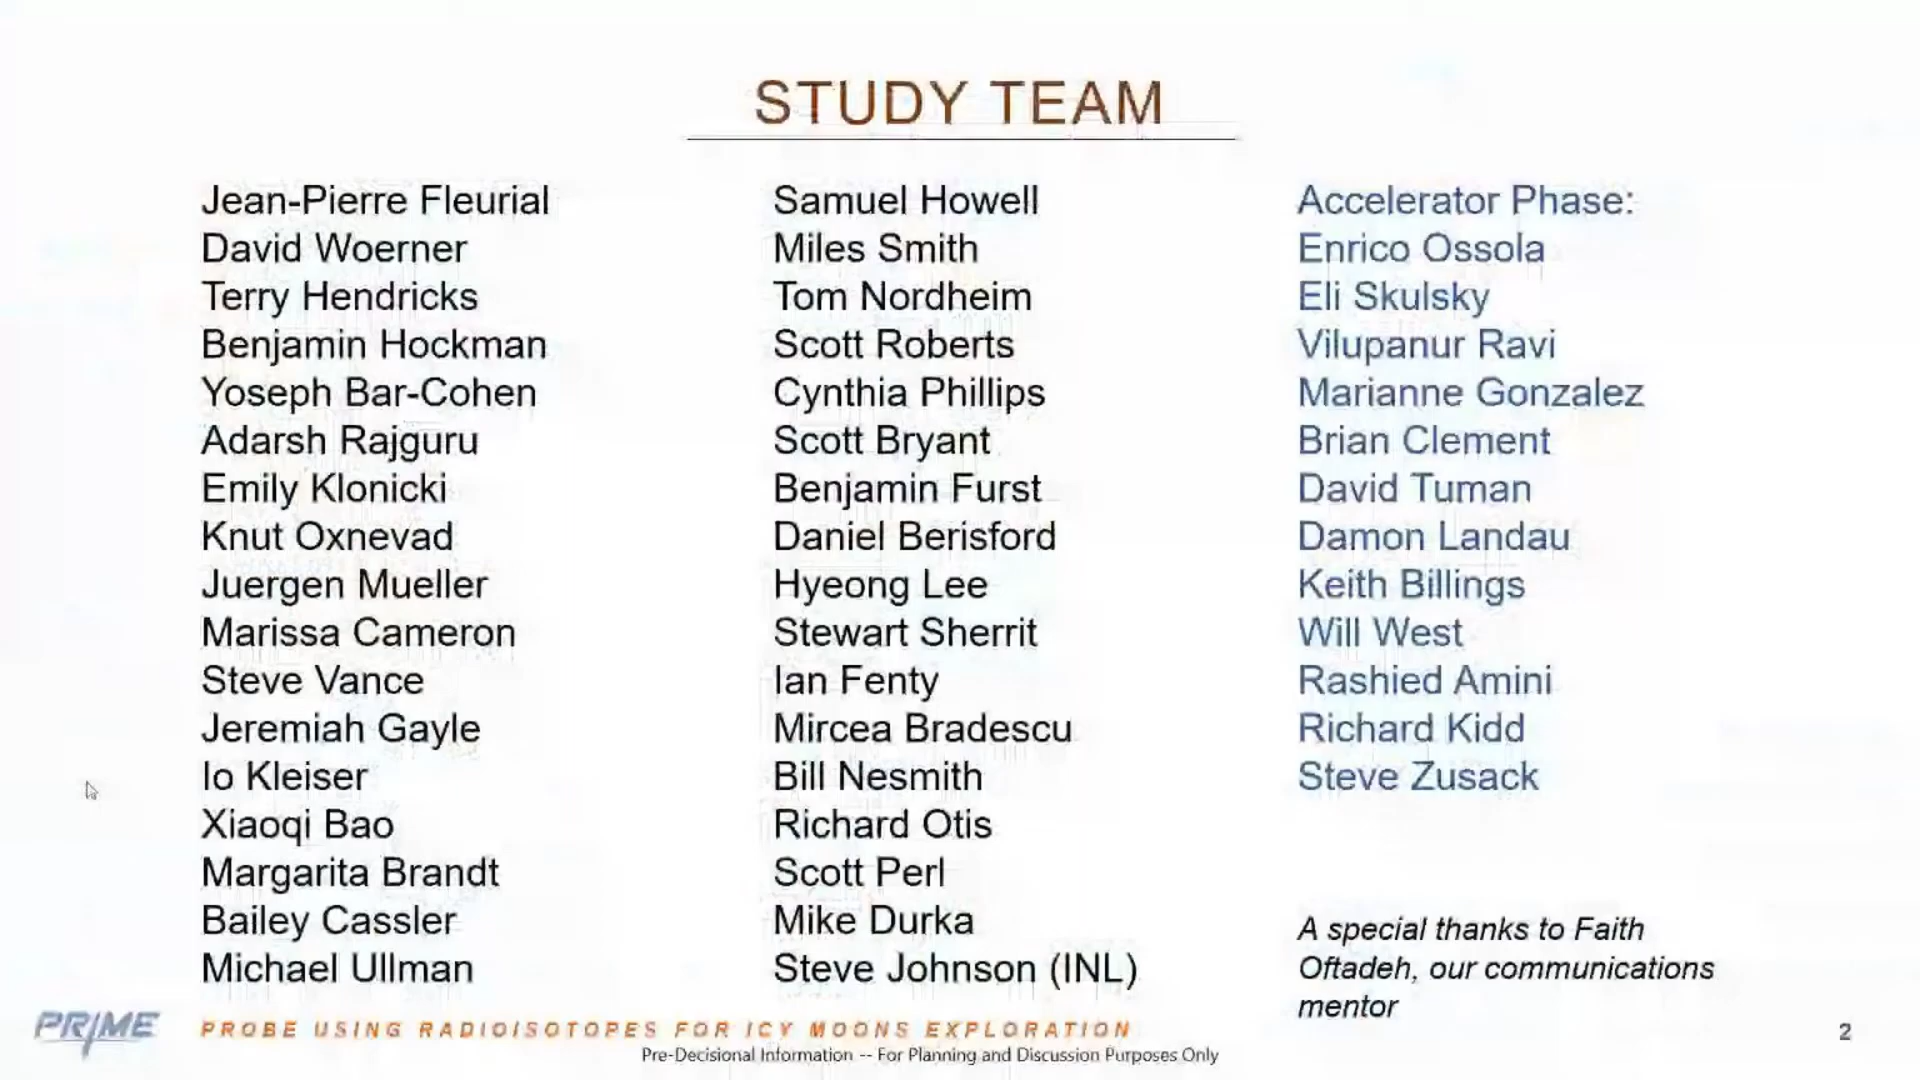 STUDY TEAM
Jean-Pierre Fleurial
David Woerner
Terry Hendricks
Benjamin Hockman
Yoseph Bar-Cohen
Adarsh Rajguru
Emily Klonicki
Knut Oxnevad
Juergen Mueller
Marissa Cameron
Steve Vance
Jeremiah Gayle
Io Kleiser
Xiaoqi Bao
Margarita Brandt
Bailey Cassler
Michael Ullman
Samuel Howell
Miles Smith
Tom Nordheim
Scott Roberts
Cynthia Phillips
Scott Bryant
Benjamin Furst
Daniel Berisford
Hyeong Lee
Stewart Sherrit
Ian Fenty
Mircea Bradescu
Bill Nesmith
Richard Otis
Scott Perl
Mike Durka
Steve Johnson (INL)
Accelerator Phase:
Enrico Ossola
Eli Skulsky
Vilupanur Ravi
Marianne Gonzalez
Brian Clement
David Tuman
Damon Landau
Keith Billings
Will West
Rashied Amini
Richard Kidd
Steve Zusack
A special thanks to Faith
Oftadeh, our communications
mentor
PRIME
PROBE USING RADIOISOTOPES FOR ICY MOONS EXPLORATION
2
Pre-Decisional Information -- For Planning and Discussion Purposes Only